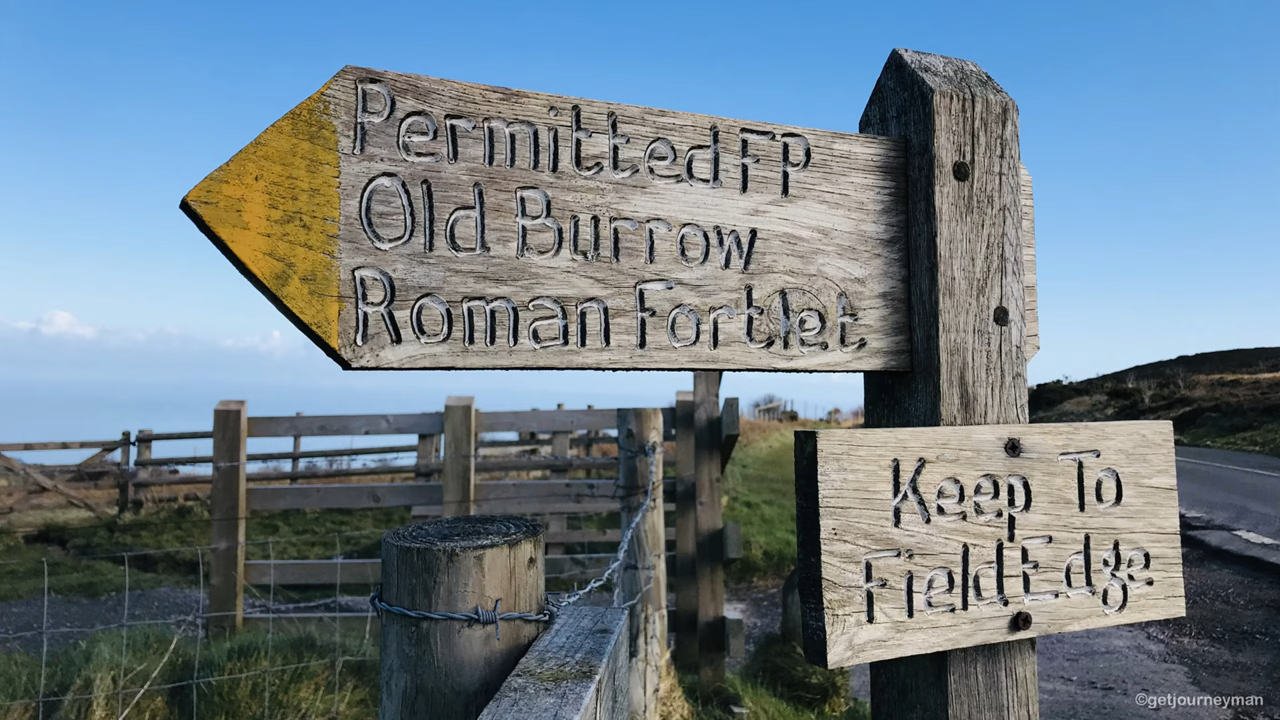 Permitted FP
Old Burrow
Roman Fortlet
Keep To
Field Edge
©getjourneyman